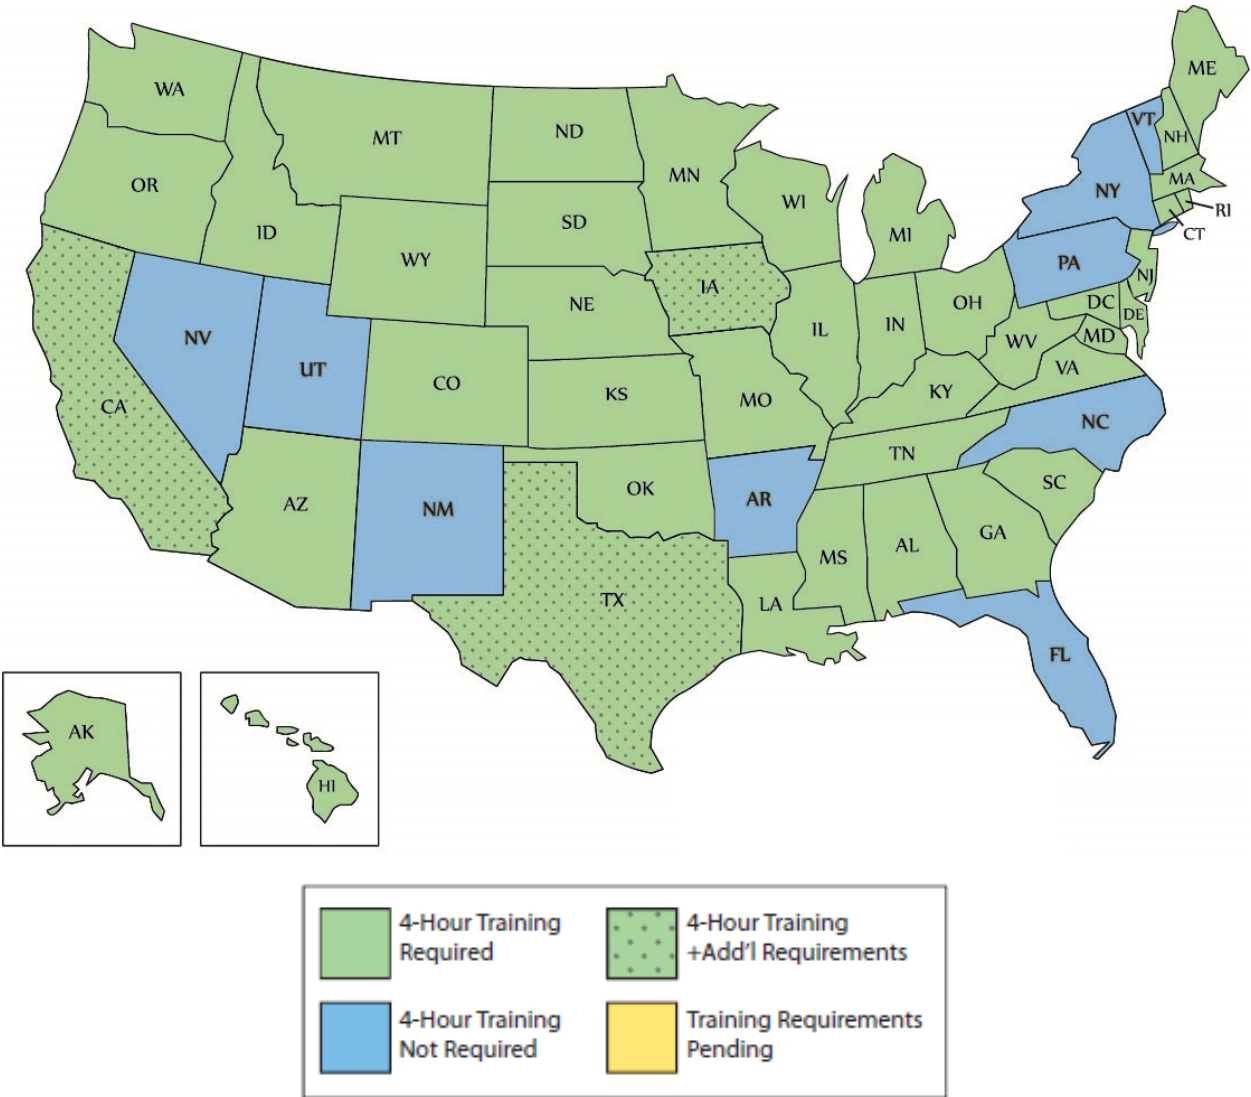 WA
MT
ND
MN
OR
ID
SD
WI
MI
WY
NE
IA
VT
ME
NH
NY
MA
RI
CT
PA
NJ
NV
UT
CO
KS
MO
IL
IN
OH
DC
DE
MD
WV
VA
KY
CA
AZ
NM
OK
AR
TN
NC
SC
TX
LA
MS
AL
GA
FL
AK
HI
4-Hour Training
Required
4-Hour Training
+Add'l Requirements
4-Hour Training
Not Required
Training Requirements
Pending